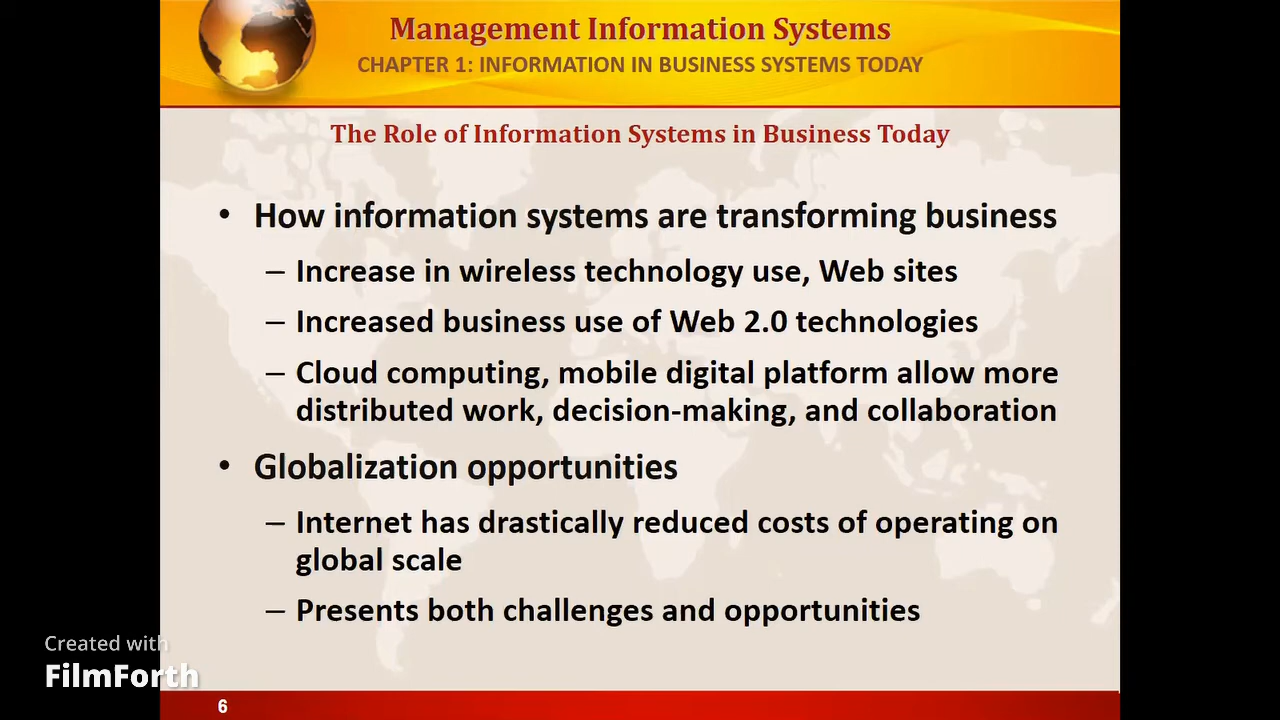 Management Information Systems
CHAPTER 1: INFORMATION IN BUSINESS SYSTEMS TODAY
The Role of Information Systems in Business Today
• How information systems are transforming business
– Increase in wireless technology use, Web sites
– Increased business use of Web 2.0 technologies
– Cloud computing, mobile digital platform allow more
distributed work, decision-making, and collaboration
• Globalization opportunities
– Internet has drastically reduced costs of operating on
global scale
– Presents both challenges and opportunities
Created with
FilmForth
6